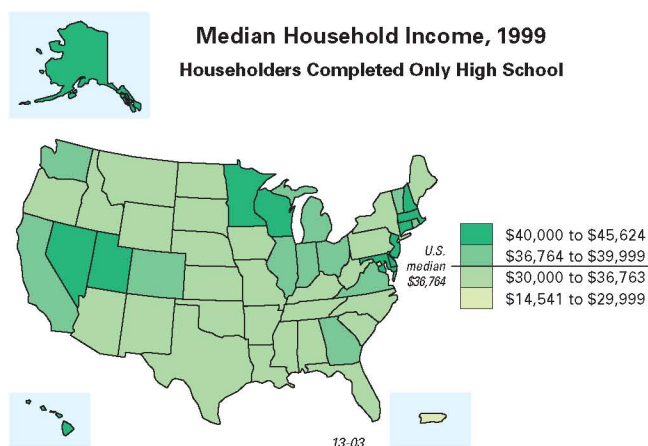 Median Household Income, 1999
Householders Completed Only High School
U.S.
median
$36,764
$40,000 to $45,624
$36,764 to $39,999
$30,000 to $36,763
$14,541 to $29,999
13-03